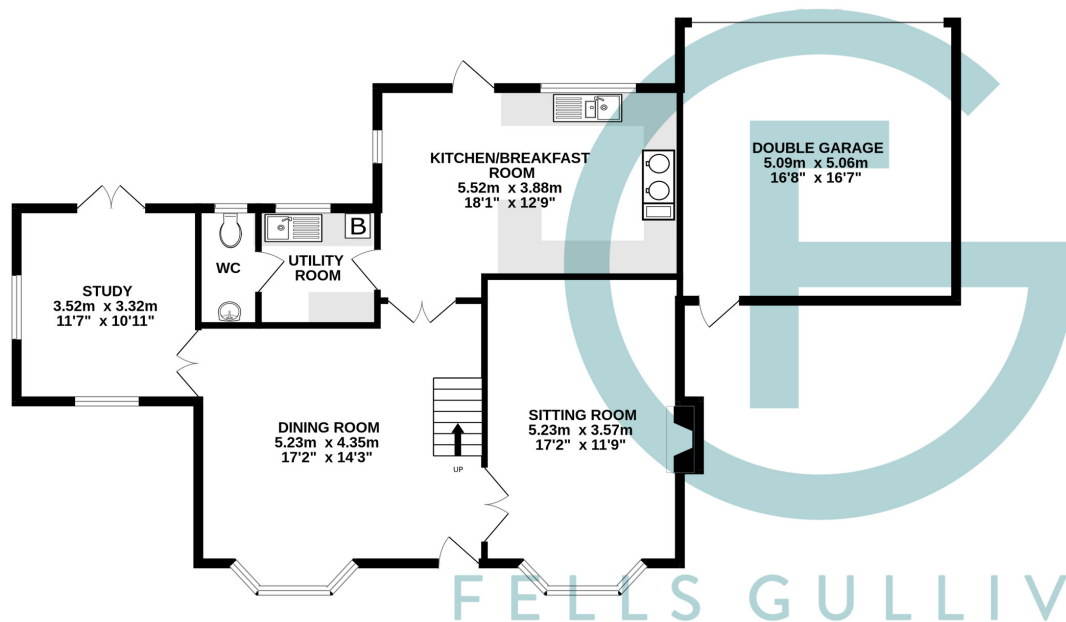 DOUBLE GARAGE
5.09m x 5.06m
16'8" x 16'7"
KITCHEN/BREAKFAST
ROOM
5.52m x 3.88m
18'1" x 12'9"
B
WC
UTILITY
ROOM
STUDY
3.52m x 3.32m
11'7" x 10'11"
DINING ROOM
5.23m x 4.35m
17'2" x 14'3"
UP
SITTING ROOM
5.23m x 3.57m
17'2" x 11'9"
FG
FELLS GULLIV